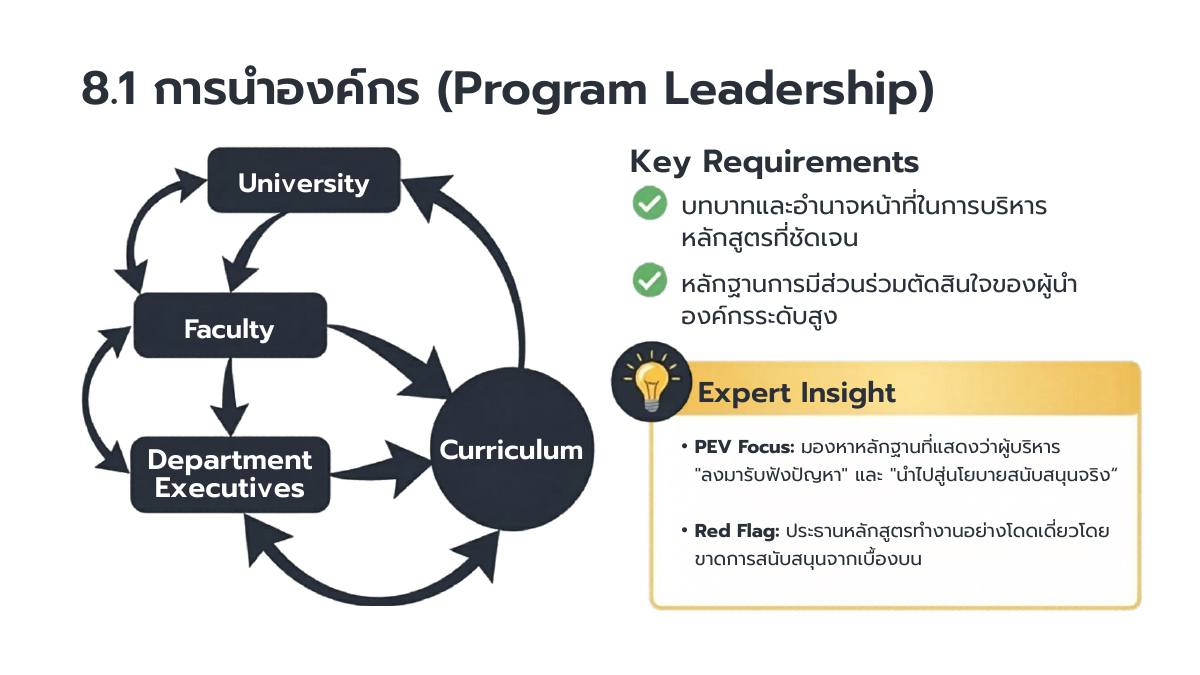 8.1 การนำองค์กร (Program Leadership)
University
Faculty
Department
Executives
Curriculum
Key Requirements
บทบาทและอำนาจหน้าที่ในการบริหาร
หลักสูตรที่ชัดเจน
หลักฐานการมีส่วนร่วมตัดสินใจของผู้นำ
องค์กรระดับสูง
Expert Insight
• PEV Focus: มองหาหลักฐานที่แสดงว่าผู้บริหาร
"ลงมารับฟังปัญหา" และ "นำไปสู่นโยบายสนับสนุนจริง“
• Red Flag: ประธานหลักสูตรทำงานอย่างโดดเดี่ยวโดย
ขาดการสนับสนุนจากเบื้องบน